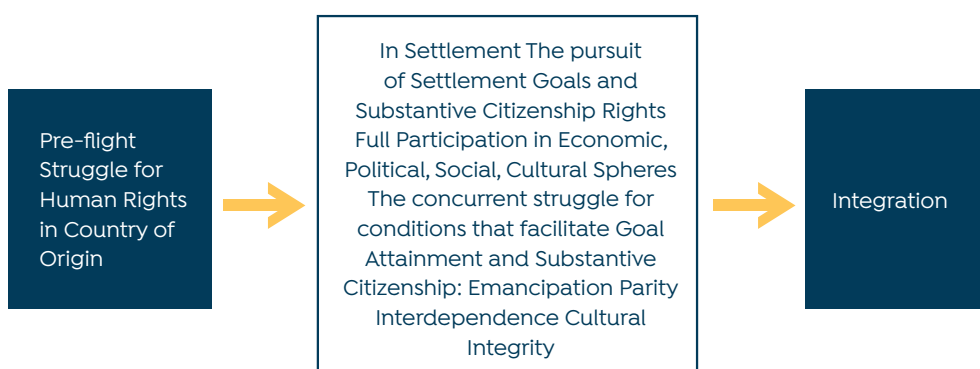 Pre-flight
Struggle for
Human Rights
in Country of
Origin
In Settlement The pursuit
of Settlement Goals and
Substantive Citizenship Rights
Full Participation in Economic,
Political, Social, Cultural Spheres
The concurrent struggle for
conditions that facilitate Goal
Attainment and Substantive
Citizenship: Emancipation Parity
Interdependence Cultural
Integrity
Integration